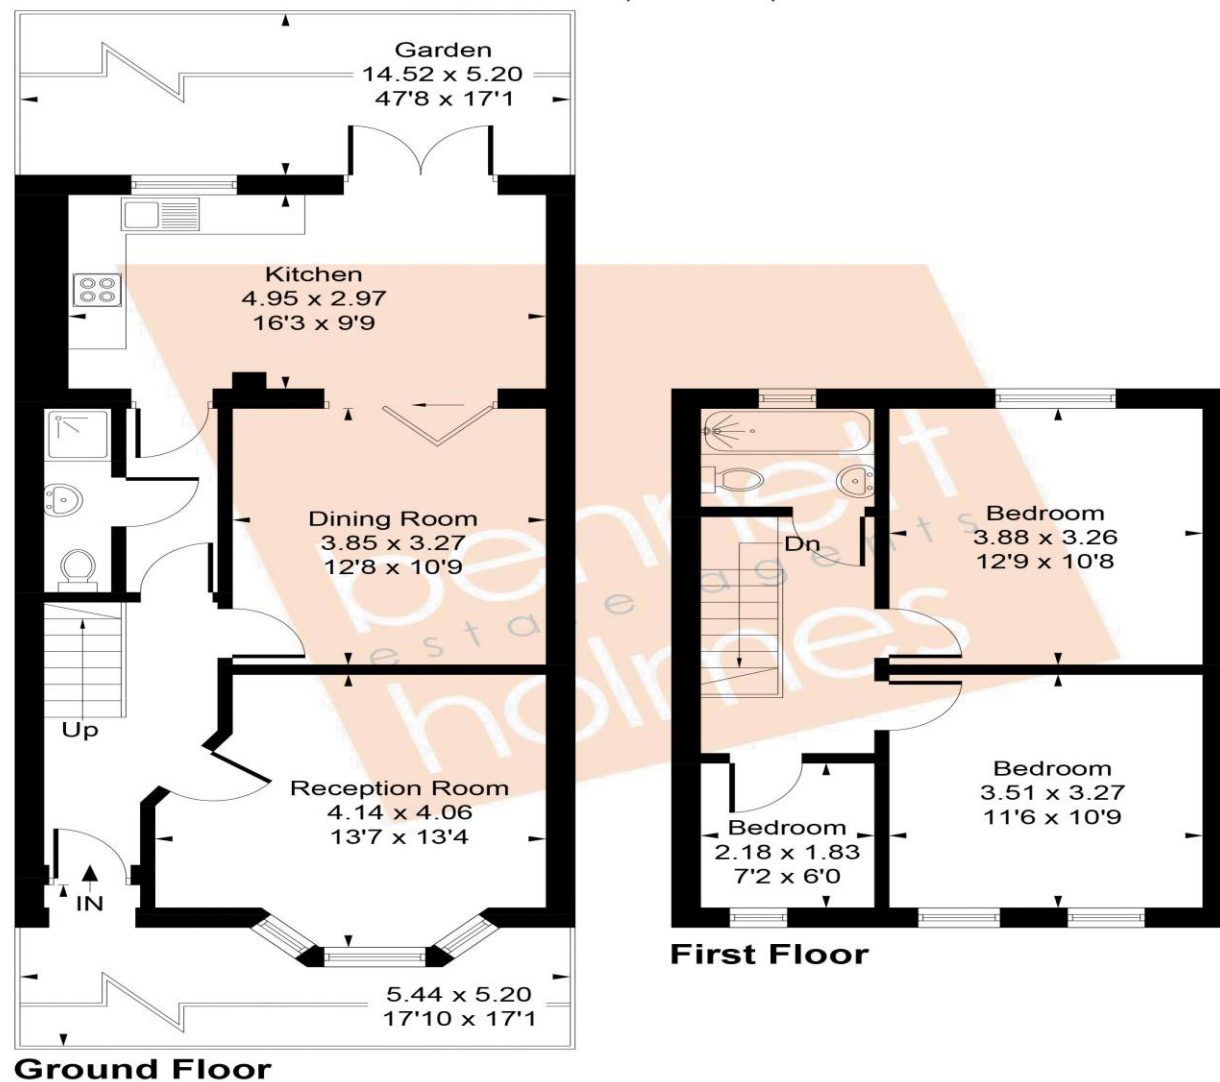 Garden
14.52 x 5.20
47'8 x 17'1
Kitchen
4.95 x 2.97
16'3 x 9'9
Dining Room
3.85 x 3.27
12'8 x 10'9
Up
Reception Room
4.14 x 4.06
13'7 x 13'4
IN
5.44 x 5.20
17'10 x 17'1
Ground Floor
Dn
Bedroom
3.88 x 3.26
12'9 x 10'8
Bedroom
3.51 x 3.27
11'6 x 10'9
Bedroom
2.18 x 1.83
7'2 x 6'0
First Floor
bennett
holmes
estate agents